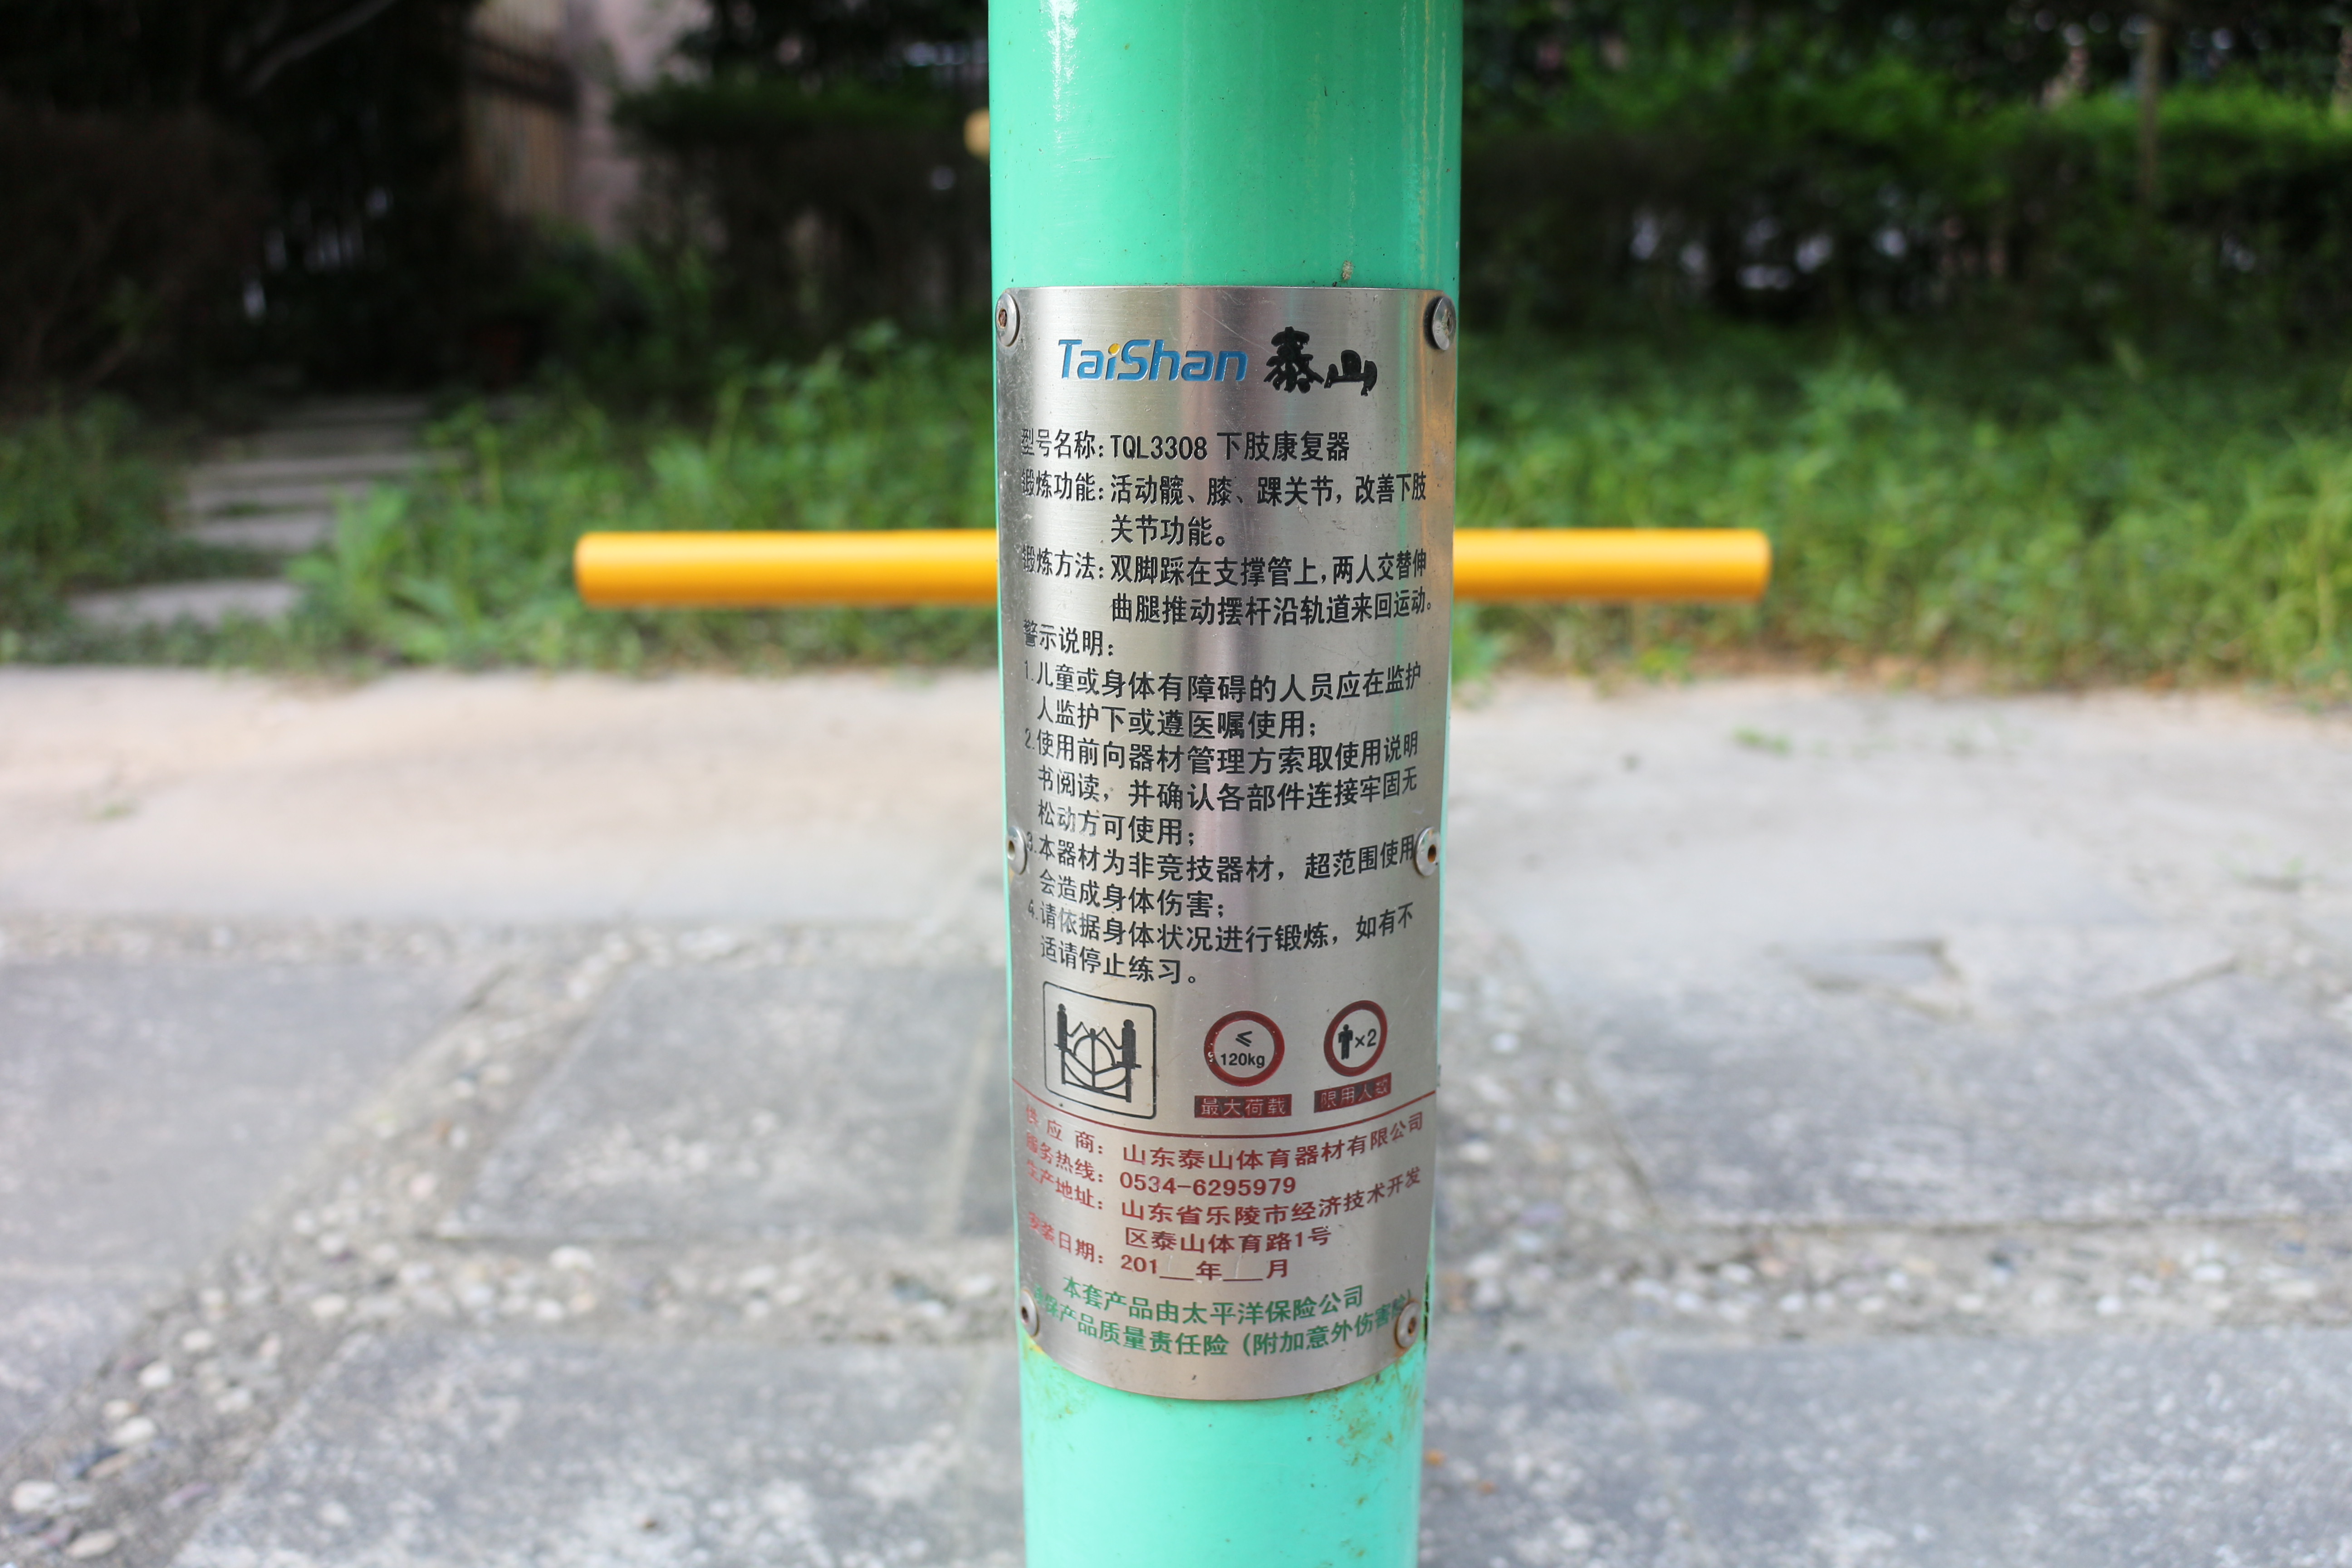 TaiShan 泰山
型号名称: TQL3308 下肢康复器
锻炼功能: 活动髋、膝、踝关节, 改善下肢
关节功能。
锻炼方法: 双脚踩在支撑管上, 两人交替伸
曲腿推动摆杆沿轨道来回运动。
警示说明:
1.儿童或身体有障碍的人员应在监护
人监护下或遵医嘱使用;
2.使用前向器材管理方索取使用说明
书阅读, 并确认各部件连接牢固无
松动方可使用;
3.本器材为非竞技器材, 超范围使用
会造成身体伤害;
4.请依据身体状况进行锻炼, 如有不
适请停止练习。
≤
120kg
×2
最大荷载
限用人数
供应商: 山东泰山体育器材有限公司
服务热线: 0534-6295979
生产地址: 山东省乐陵市经济技术开发
区泰山体育路1号
安装日期: 201__年___月
本套产品由太平洋保险公司
产品质量责任险 (附加意外伤害